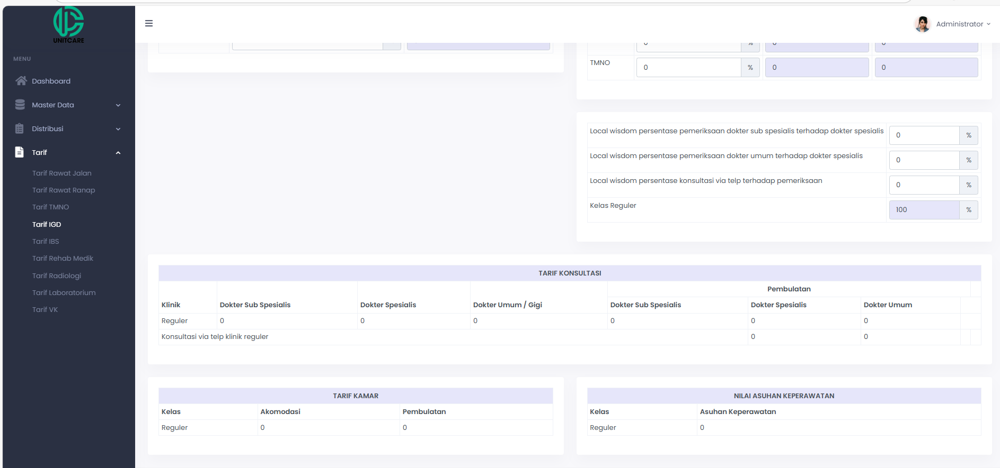 UNITCARE
Administrator
MENU
Dashboard
Master Data
Distribusi
Tarif
Tarif Rawat Jalan
Tarif Rawat Ranap
Tarif TMNO
Tarif IGD
Tarif IBS
Tarif Rehab Medik
Tarif Radiologi
Tarif Laboratorium
Tarif VK
0 % 0 0
TMNO 0 % 0 0
Local wisdom persentase pemeriksaan dokter sub spesialis terhadap dokter spesialis 0 %
Local wisdom persentase pemeriksaan dokter umum terhadap dokter spesialis 0 %
Local wisdom persentase konsultasi via telp terhadap pemeriksaan 0 %
Kelas Reguler 100 %
TARIF KONSULTASI
Pembulatan
Klinik Dokter Sub Spesialis Dokter Spesialis Dokter Umum / Gigi Dokter Sub Spesialis Dokter Spesialis Dokter Umum
Reguler 0 0 0 0 0 0
Konsultasi via telp klinik reguler 0 0
TARIF KAMAR
Kelas Akomodasi Pembulatan
Reguler 0 0
NILAI ASUHAN KEPERAWATAN
Kelas Asuhan Keperawatan
Reguler 0